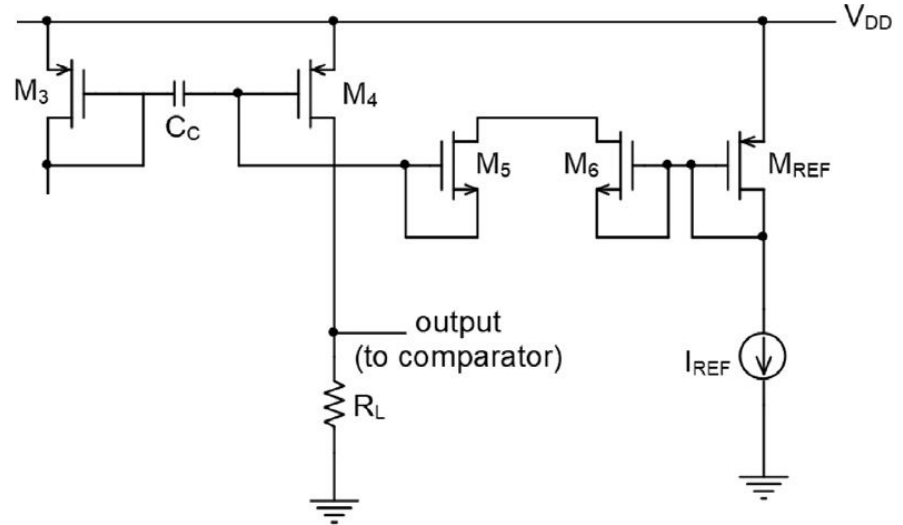 V_DD
M_3
C_C
M_4
M_5
M_6
M_REF
output
(to comparator)
I_REF
R_L